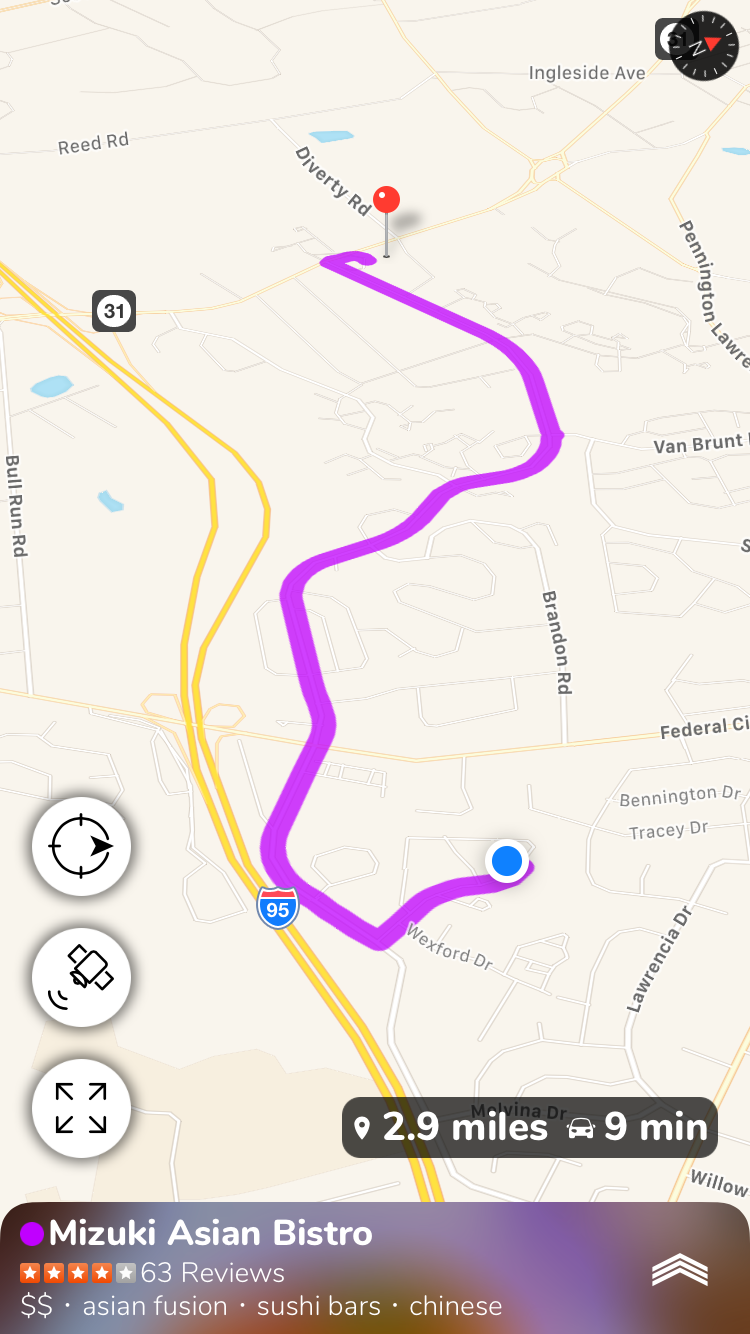 Ingleside Ave
N
Reed Rd
Diverty Rd
31
Pennington Lawre
Van Brunt
Bull Run Rd
Brandon Rd
Federal Ci
Bennington Dr
Tracey Dr
95
Wexford Dr
Lawrencia Dr
Melvina Dr
2.9 miles 9 min
Willow
Mizuki Asian Bistro
63 Reviews
$$ · asian fusion · sushi bars · chinese